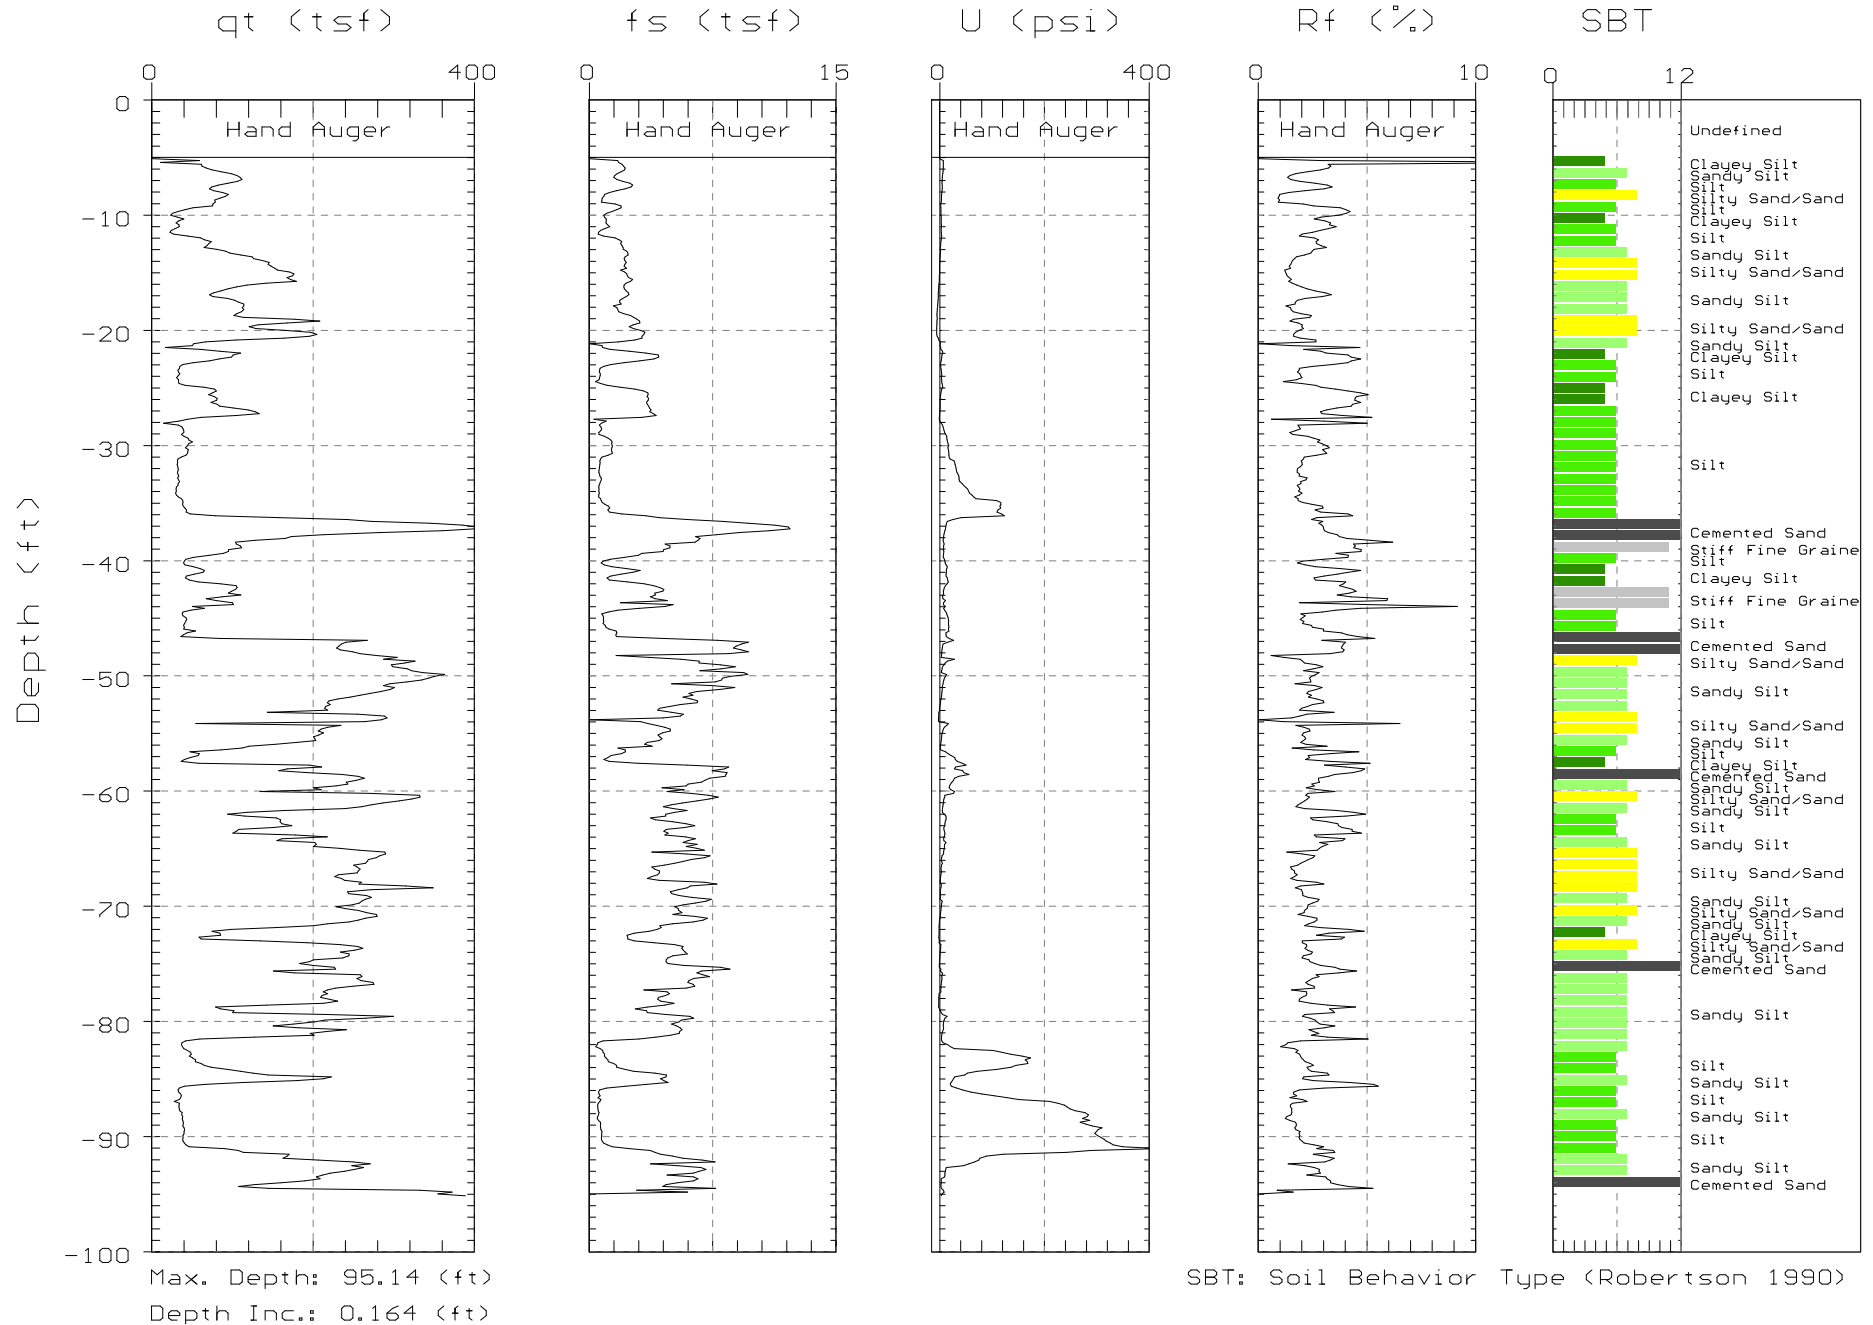 qt (tsf) fs (tsf) U (psi) Rf (%) SBT
0 400 0 15 0 400 0 10 0 12
0
Hand Auger Hand Auger Hand Auger Hand Auger Undefined
Clayey Silt
Sandy Silt
Silt
Silty Sand/Sand
Silt
-10
Clayey Silt
Silt
Sandy Silt
Silty Sand/Sand
Sandy Silt
-20
Silty Sand/Sand
Sandy Silt
Clayey Silt
Silt
Clayey Silt
-30
Silt
Depth (ft)
Cemented Sand
Stiff Fine Graine
-40
Silt
Clayey Silt
Stiff Fine Graine
Silt
Cemented Sand
Silty Sand/Sand
-50
Sandy Silt
Silty Sand/Sand
Sandy Silt
Silt
Clayey Silt
Cemented Sand
-60
Sandy Silt
Silty Sand/Sand
Sandy Silt
Silt
Sandy Silt
Silty Sand/Sand
-70
Sandy Silt
Silty Sand/Sand
Sandy Silt
Clayey Silt
Silty Sand/Sand
Sandy Silt
Cemented Sand
-80
Sandy Silt
Silt
Sandy Silt
Silt
Sandy Silt
-90
Silt
Sandy Silt
Cemented Sand
-100
Max. Depth: 95.14 (ft)
Depth Inc.: 0.164 (ft)
SBT: Soil Behavior Type (Robertson 1990)